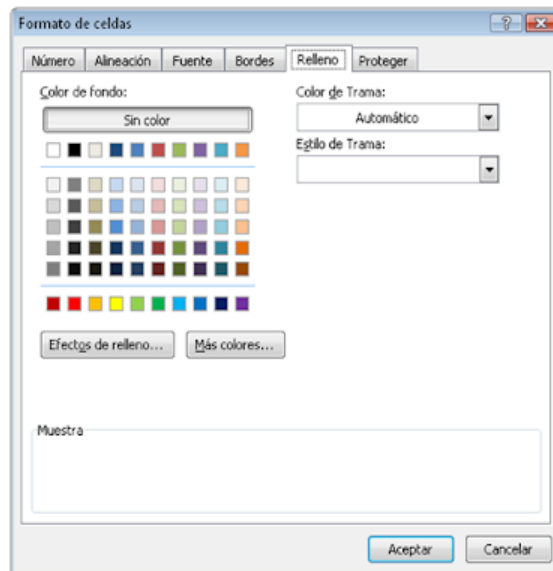 Formato de celdas
Número Alineación Fuente Bordes Relleno Proteger
Color de fondo:
Sin color
Color de Trama:
Automático
Estilo de Trama:
Efectos de relleno...
Más colores...
Muestra
Aceptar
Cancelar